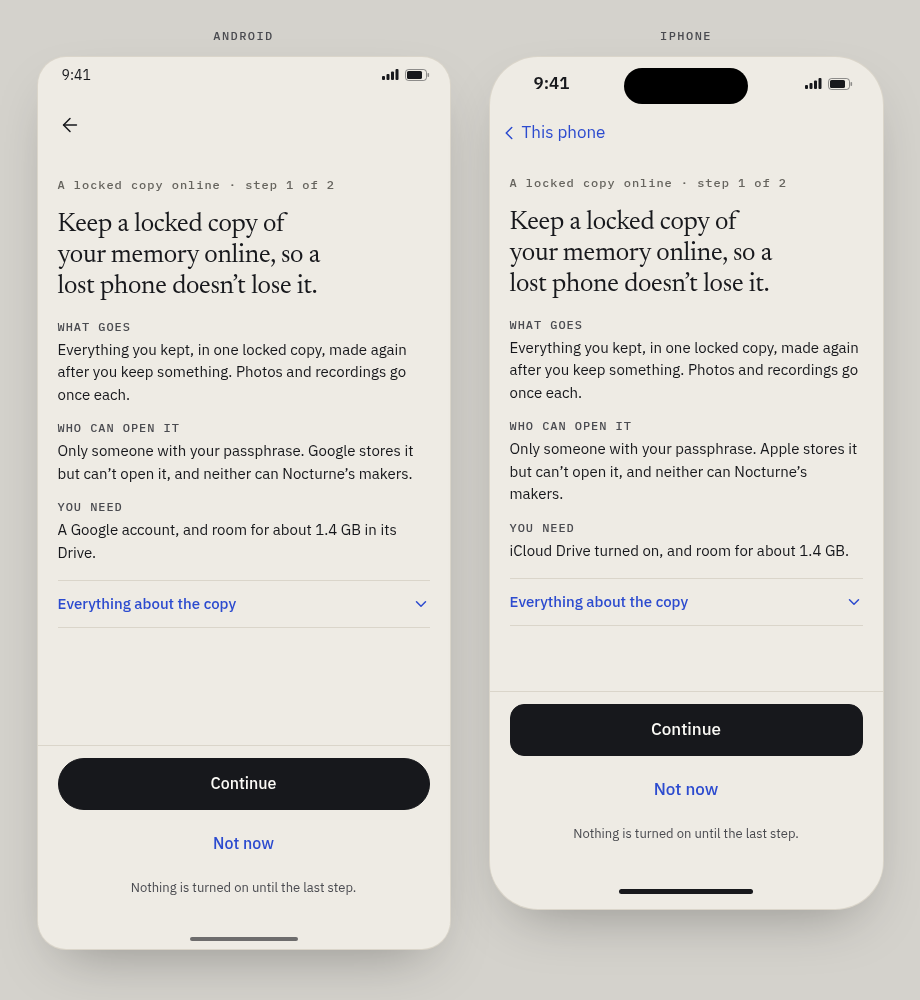 ANDROID
9:41
A locked copy online · step 1 of 2
Keep a locked copy of
your memory online, so a
lost phone doesn’t lose it.
WHAT GOES
Everything you kept, in one locked copy, made again
after you keep something. Photos and recordings go
once each.
WHO CAN OPEN IT
Only someone with your passphrase. Google stores it
but can’t open it, and neither can Nocturne’s makers.
YOU NEED
A Google account, and room for about 1.4 GB in its
Drive.
Everything about the copy
Continue
Not now
Nothing is turned on until the last step.
IPHONE
9:41
This phone
A locked copy online · step 1 of 2
Keep a locked copy of
your memory online, so a
lost phone doesn’t lose it.
WHAT GOES
Everything you kept, in one locked copy, made again
after you keep something. Photos and recordings go
once each.
WHO CAN OPEN IT
Only someone with your passphrase. Apple stores it
but can’t open it, and neither can Nocturne’s
makers.
YOU NEED
iCloud Drive turned on, and room for about 1.4 GB.
Everything about the copy
Continue
Not now
Nothing is turned on until the last step.